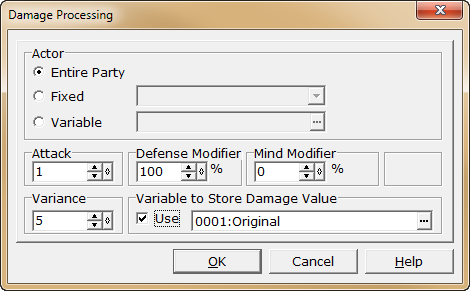 Damage Processing
Actor
Entire Party
Fixed
Variable ...
Attack Defense Modifier Mind Modifier
1 100 % 0 %
Variance Variable to Store Damage Value
5 Use 0001:Original ...
OK Cancel Help